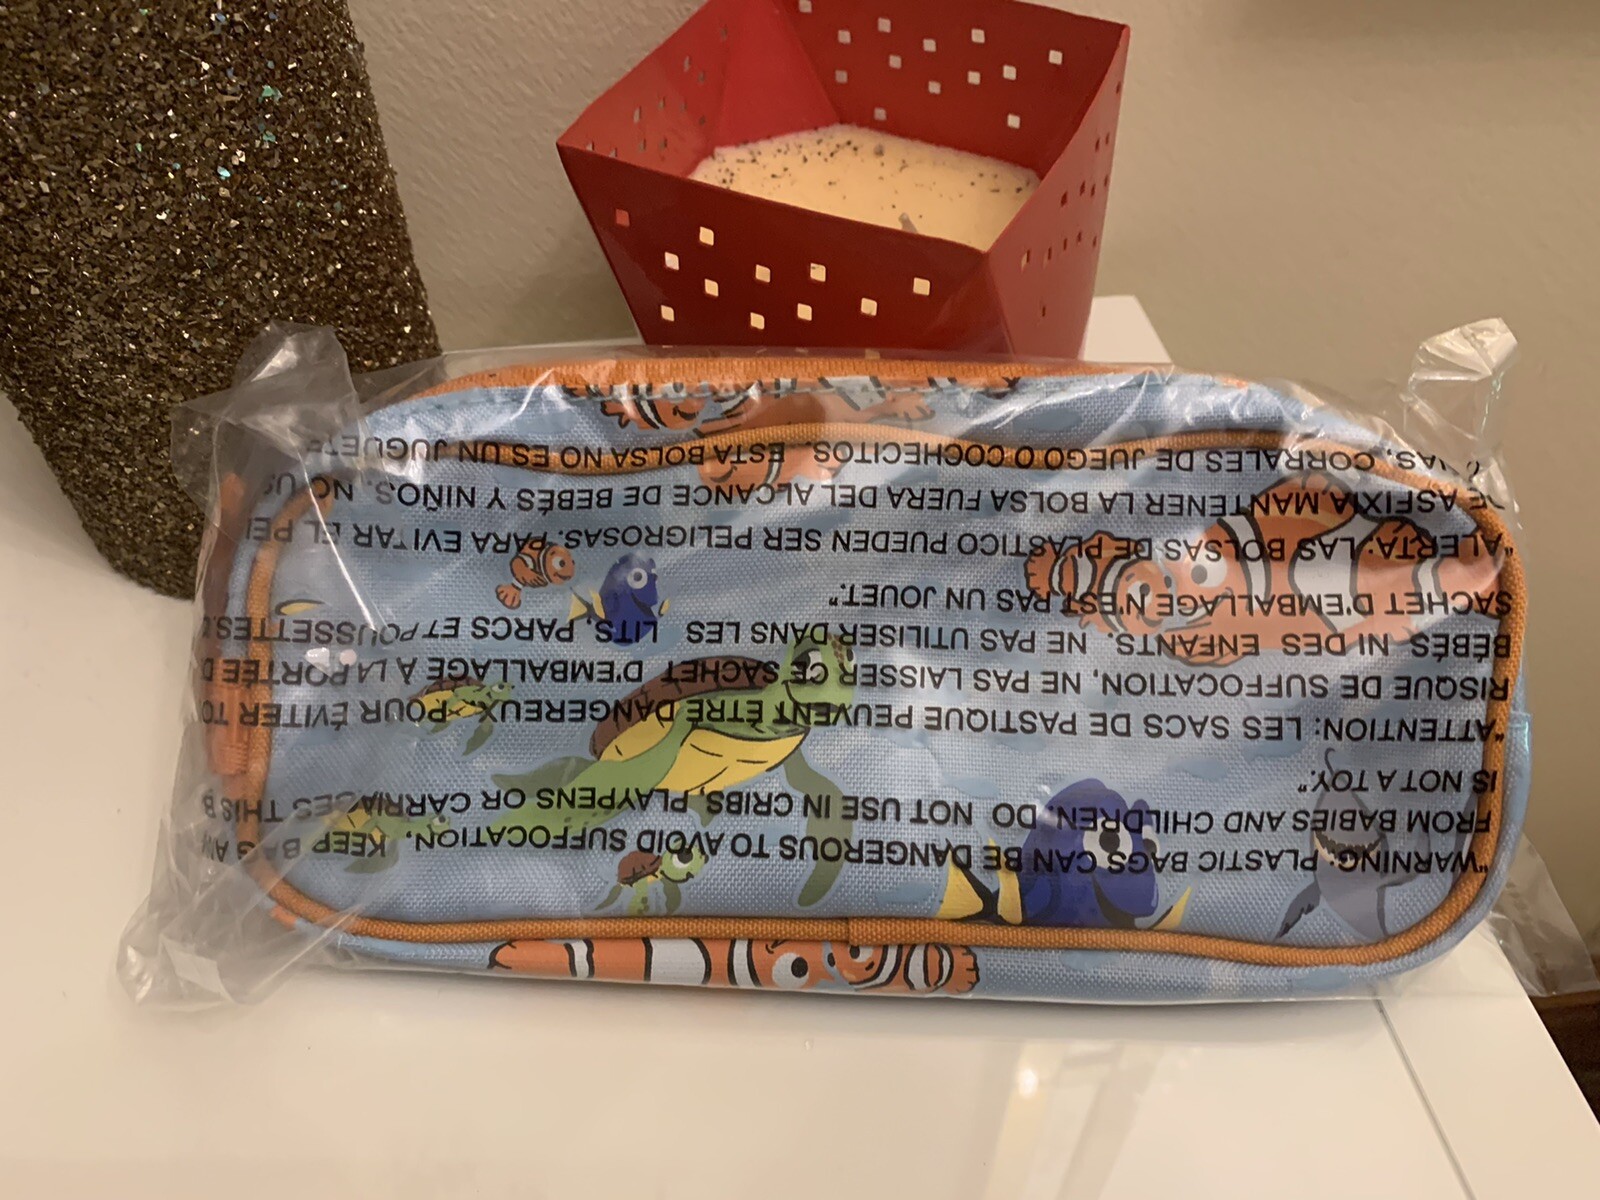 "WARNING: PLASTIC BAGS CAN BE DANGEROUS TO AVOID SUFFOCATION, KEEP
FROM BABIES AND CHILDREN, DO NOT USE IN CRIBS, PLAYPENS OR CARRIAGES THIS B
IS NOT A TOY."
"ATTENTION: LES SACS DE PASTIQUE PEUVENT ÊTRE DANGEREUX, POUR ÉVITER TO
RISQUE DE SUFFOCATION, NE PAS LAISSER CE SACHET D'EMBALLAGE À LA PORTÉE D
BÉBÉS NI DES ENFANTS. NE PAS UTILISER DANS LES LITS, PARCS ET POUSSETTES.
SACHET D'EMBALLAGE N'EST PAS UN JOUET."
"ALERTA: LAS BOLSAS DE PLASTICO PUEDEN SER PELIGROSAS. PARA EVITAR EL PEL
DE ASFIXIA, MANTENER LA BOLSA FUERA DEL ALCANCE DE BEBÉS Y NIÑOS. NO
CORRALES DE JUEGO O COCHECITOS. ESTA BOLSA NO ES UN JUGUETE